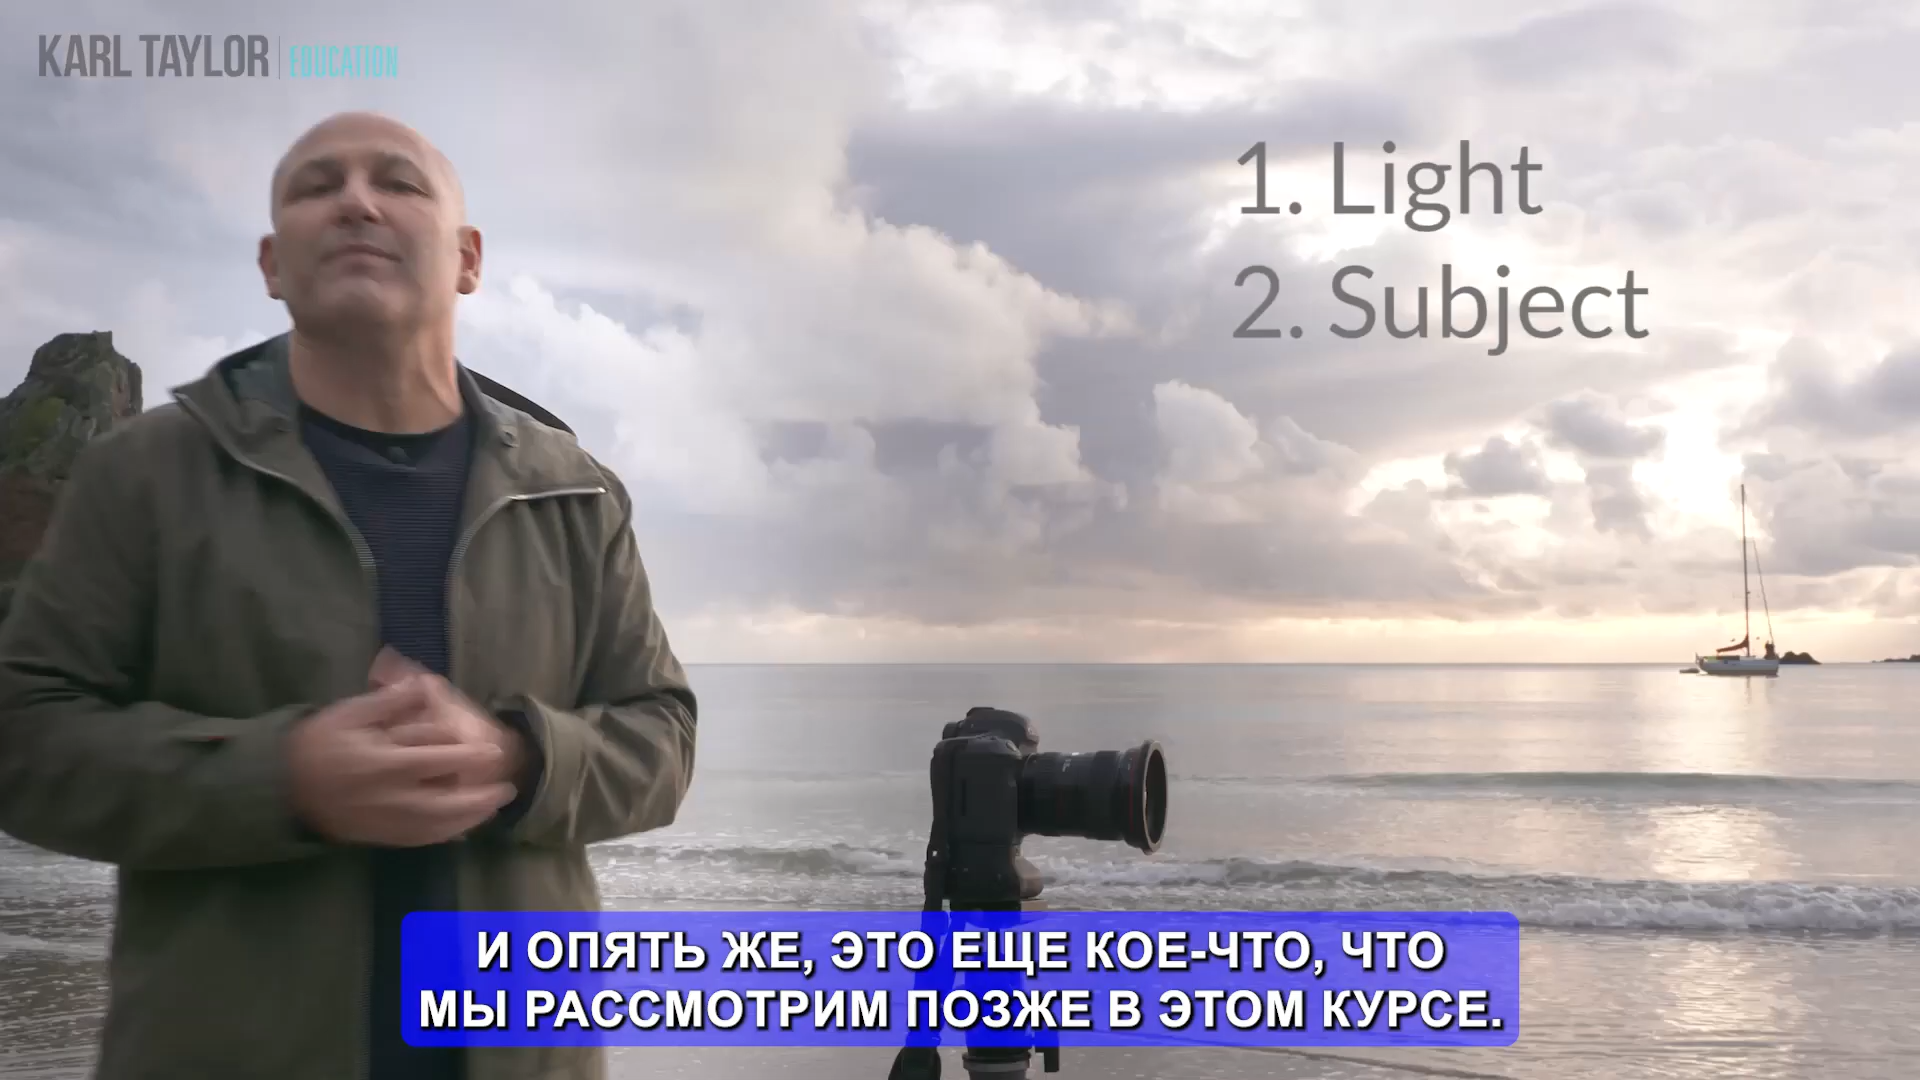 KARL TAYLOR EDUCATION
1. Light
2. Subject
И ОПЯТЬ ЖЕ, ЭТО ЕЩЕ КОЕ-ЧТО, ЧТО
МЫ РАССМОТРИМ ПОЗЖЕ В ЭТОМ КУРСЕ.